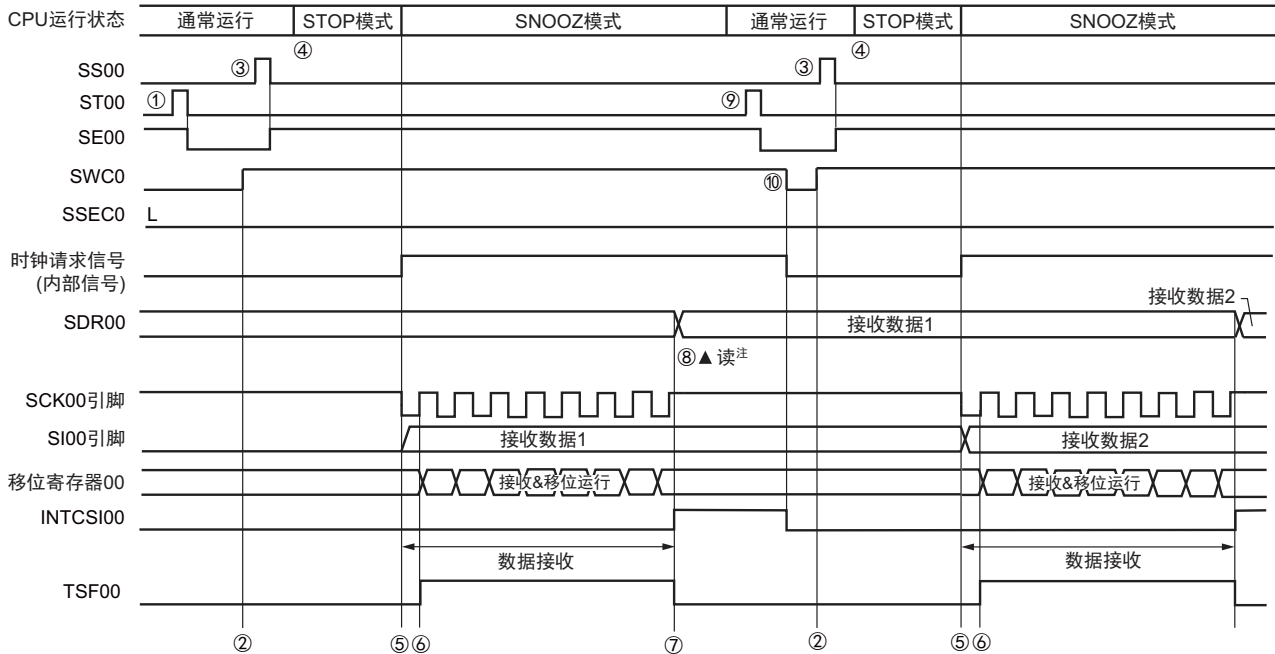 CPU运行状态 通常运行 STOP模式 SNOOZ模式 通常运行 STOP模式 SNOOZ模式
④ ④
SS00 ③ ③
ST00 ① ⑨
SE00
SWC0 ⑩
SSEC0 L
时钟请求信号
(内部信号)
接收数据2
SDR00 接收数据1
⑧▲ 读注
SCK00引脚
SI00引脚 接收数据1 接收数据2
移位寄存器00 接收&移位运行 接收&移位运行
INTCSI00
数据接收 数据接收
TSF00
② ⑤⑥ ⑦ ② ⑤⑥